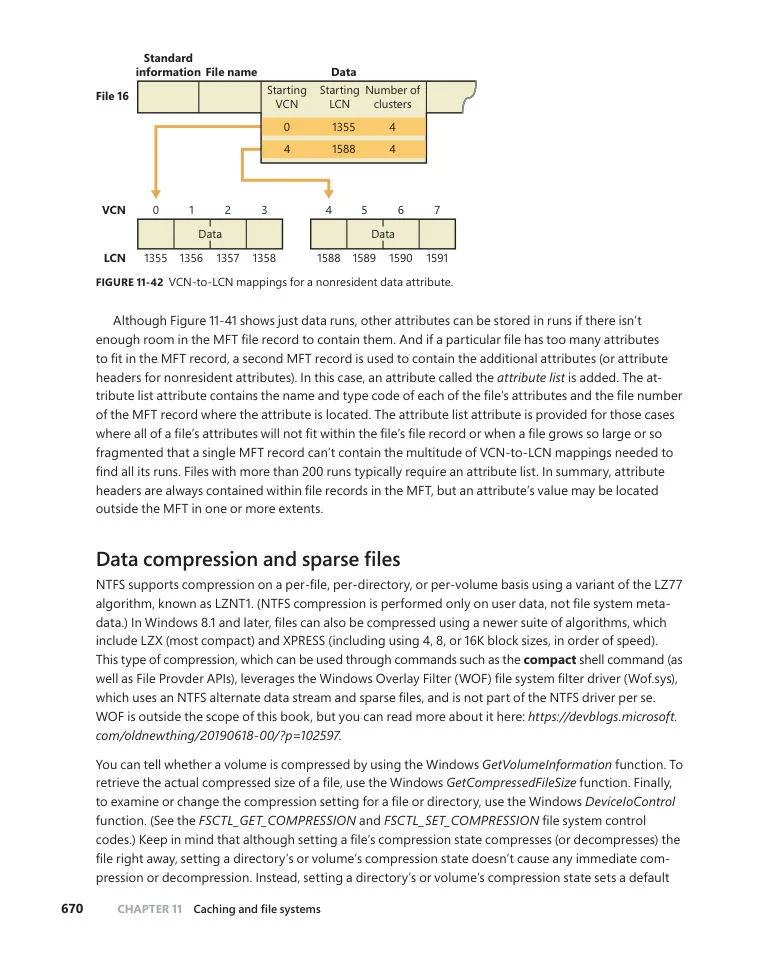 Standard
information File name Data
File 16
Starting Starting Number of
VCN LCN clusters
0 1355 4
4 1588 4
VCN 0 1 2 3 4 5 6 7
Data Data
LCN 1355 1356 1357 1358 1588 1589 1590 1591
FIGURE 11-42 VCN-to-LCN mappings for a nonresident data attribute.
Although Figure 11-41 shows just data runs, other attributes can be stored in runs if there isn’t
enough room in the MFT file record to contain them. And if a particular file has too many attributes
to fit in the MFT record, a second MFT record is used to contain the additional attributes (or attribute
headers for nonresident attributes). In this case, an attribute called the attribute list is added. The at-
tribute list attribute contains the name and type code of each of the file’s attributes and the file number
of the MFT record where the attribute is located. The attribute list attribute is provided for those cases
where all of a file’s attributes will not fit within the file’s file record or when a file grows so large or so
fragmented that a single MFT record can’t contain the multitude of VCN-to-LCN mappings needed to
find all its runs. Files with more than 200 runs typically require an attribute list. In summary, attribute
headers are always contained within file records in the MFT, but an attribute’s value may be located
outside the MFT in one or more extents.
Data compression and sparse files
NTFS supports compression on a per-file, per-directory, or per-volume basis using a variant of the LZ77
algorithm, known as LZNT1. (NTFS compression is performed only on user data, not file system meta-
data.) In Windows 8.1 and later, files can also be compressed using a newer suite of algorithms, which
include LZX (most compact) and XPRESS (including using 4, 8, or 16K block sizes, in order of speed).
This type of compression, which can be used through commands such as the compact shell command (as
well as File Provder APIs), leverages the Windows Overlay Filter (WOF) file system filter driver (Wof.sys),
which uses an NTFS alternate data stream and sparse files, and is not part of the NTFS driver per se.
WOF is outside the scope of this book, but you can read more about it here: https://devblogs.microsoft.
com/oldnewthing/20190618-00/?p=102597.
You can tell whether a volume is compressed by using the Windows GetVolumeInformation function. To
retrieve the actual compressed size of a file, use the Windows GetCompressedFileSize function. Finally,
to examine or change the compression setting for a file or directory, use the Windows DeviceIoControl
function. (See the FSCTL_GET_COMPRESSION and FSCTL_SET_COMPRESSION file system control
codes.) Keep in mind that although setting a file’s compression state compresses (or decompresses) the
file right away, setting a directory’s or volume’s compression state doesn’t cause any immediate com-
pression or decompression. Instead, setting a directory’s or volume’s compression state sets a default
670 CHAPTER 11 Caching and file systems